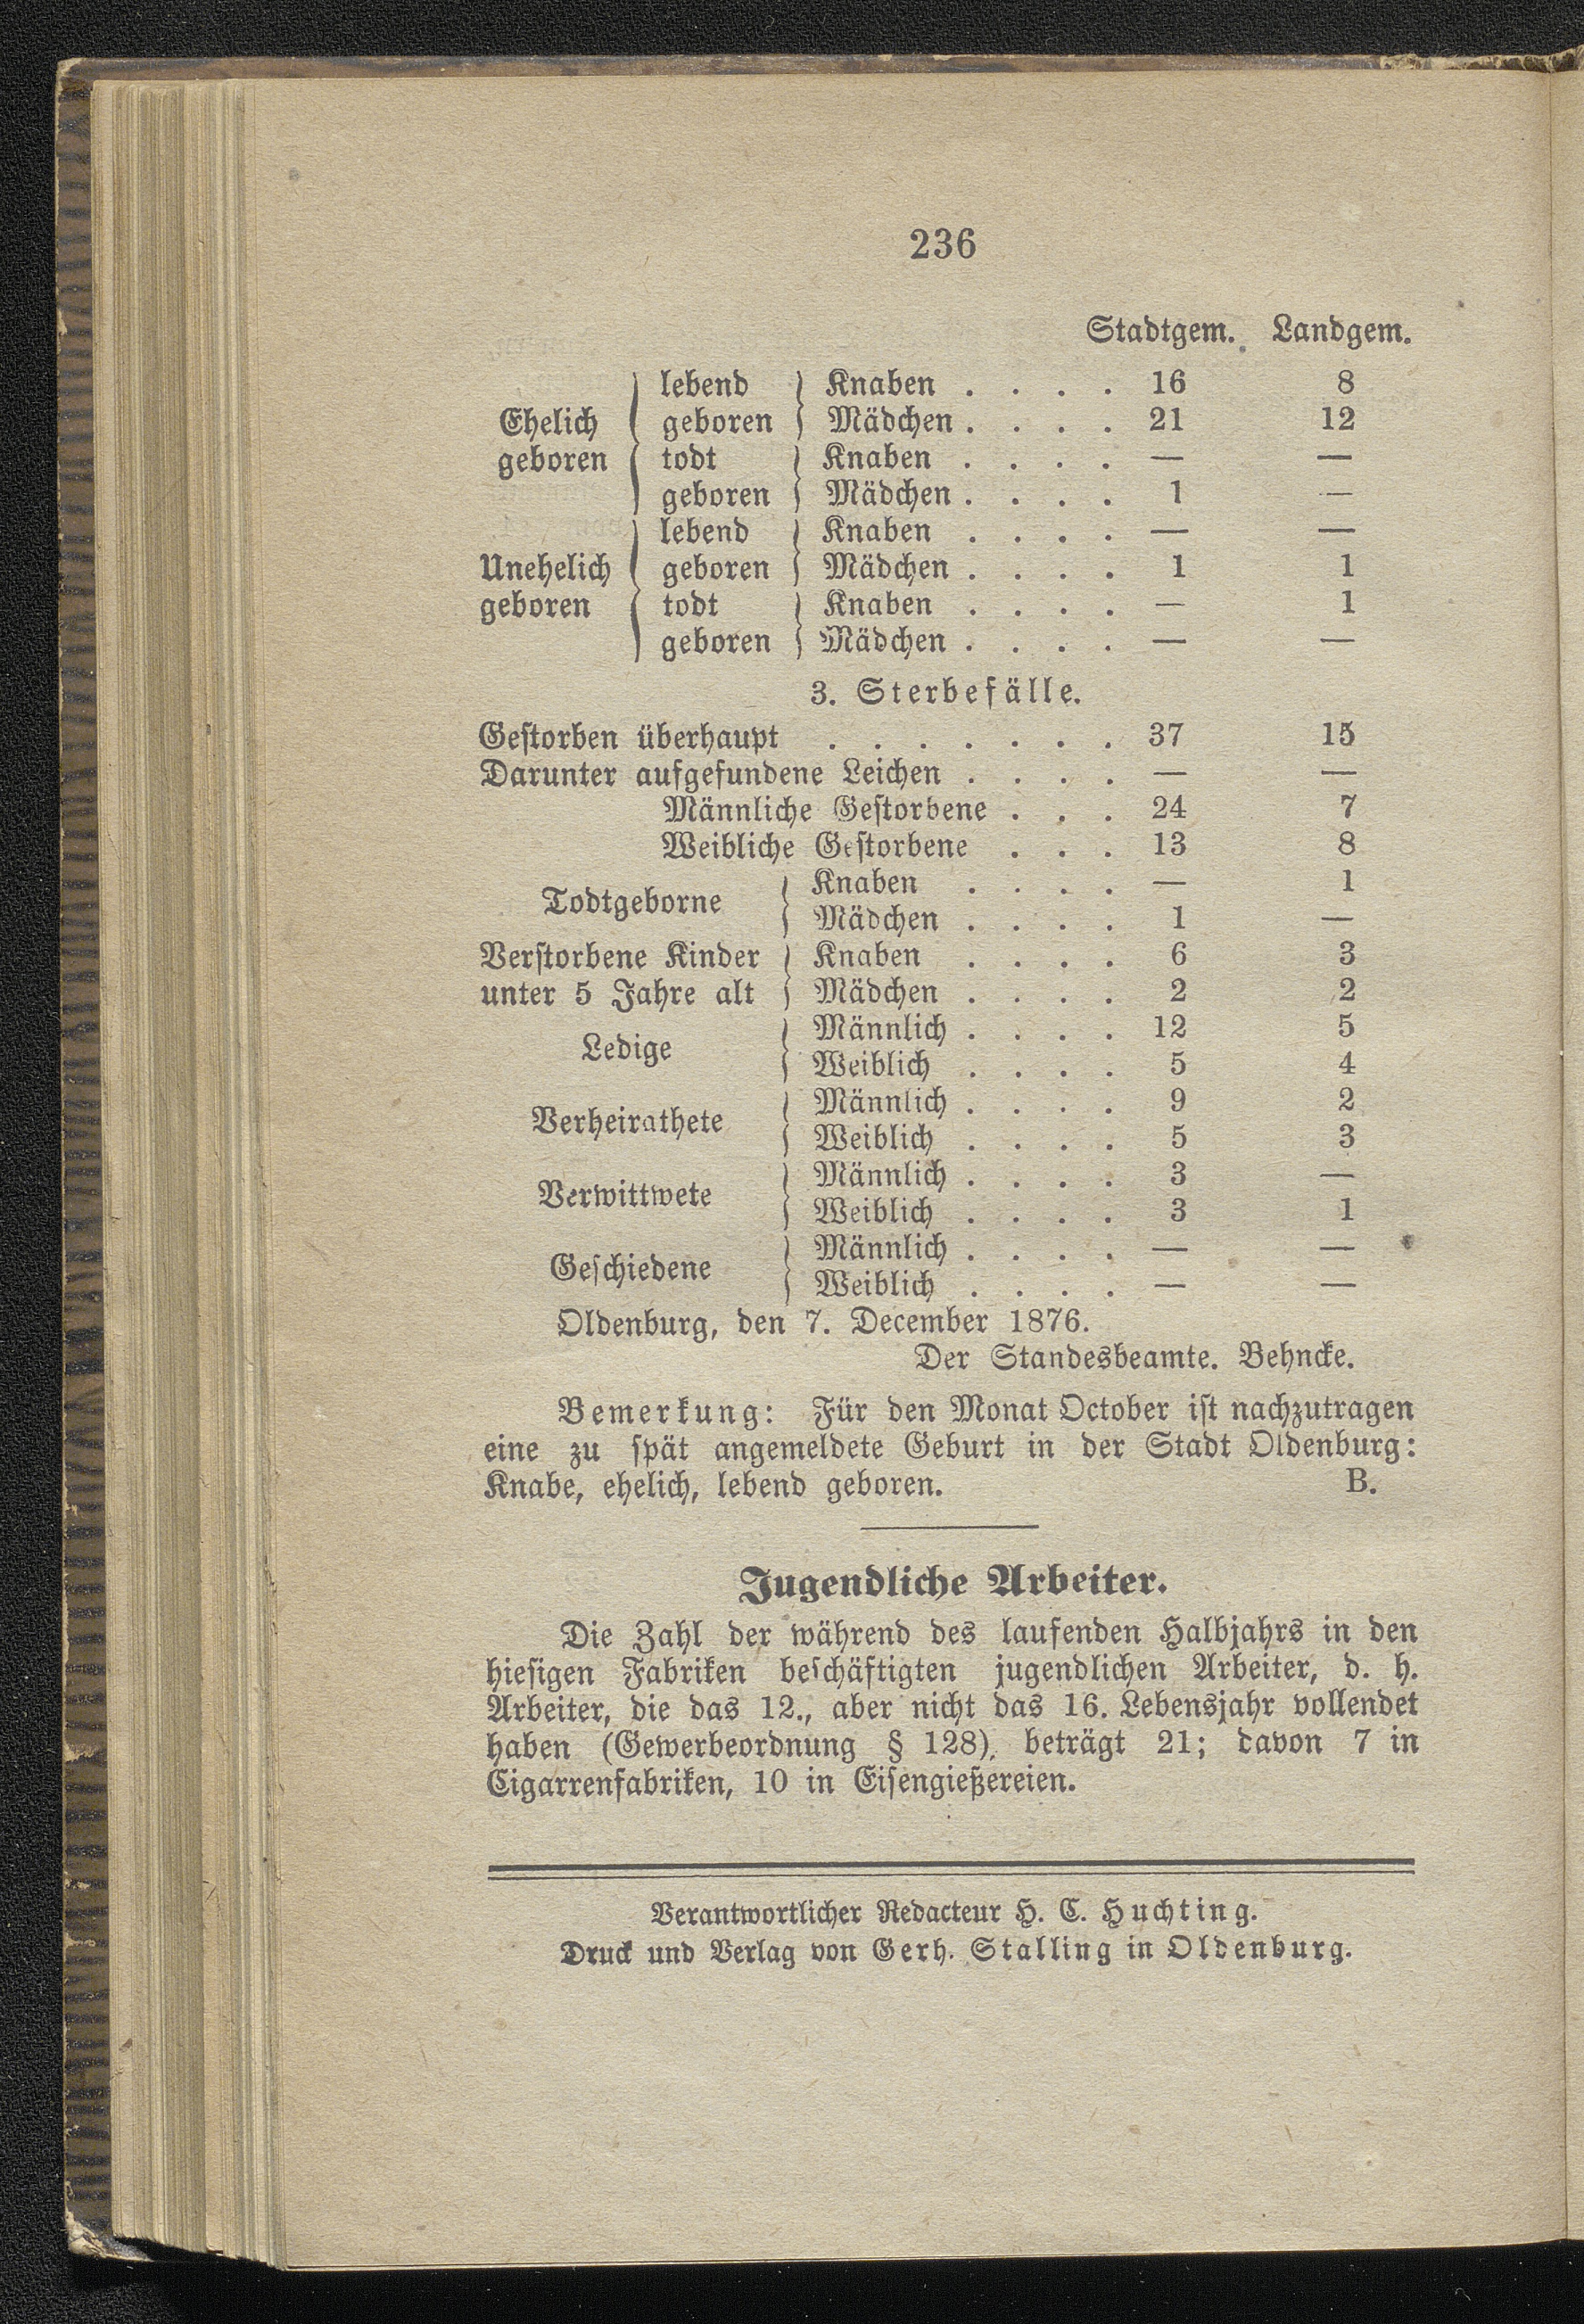 236
Stadtgem. Landgem.
lebend Knaben . . . . 16 8
Ehelich geboren Mädchen . . . . 21 12
geboren todt Knaben . . . . — —
geboren Mädchen . . . . 1 —
lebend Knaben . . . . — —
Unehelich geboren Mädchen . . . . 1 1
geboren todt Knaben . . . . — 1
geboren Mädchen . . . . — —
3. Sterbefälle.
Gestorben überhaupt . . . . . . . 37 15
Darunter aufgefundene Leichen . . . . — —
Männliche Gestorbene . . . 24 7
Weibliche Gestorbene . . . 13 8
Todtgeborne Knaben . . . . — 1
Mädchen . . . . 1 —
Verstorbene Kinder Knaben . . . . 6 3
unter 5 Jahre alt Mädchen . . . . 2 2
Ledige Männlich . . . . 12 5
Weiblich . . . . 5 4
Verheirathete Männlich . . . . 9 2
Weiblich . . . . 5 3
Verwittwete Männlich . . . . 3 —
Weiblich . . . . 3 1
Geschiedene Männlich . . . . — —
Weiblich . . . . — —
Oldenburg, den 7. December 1876.
Der Standesbeamte. Behncke.
Bemerkung: Für den Monat October ist nachzutragen
eine zu spät angemeldete Geburt in der Stadt Oldenburg:
Knabe, ehelich, lebend geboren. B.
Jugendliche Arbeiter.
Die Zahl der während des laufenden Halbjahrs in den
hiesigen Fabriken beschäftigten jugendlichen Arbeiter, d. h.
Arbeiter, die das 12., aber nicht das 16. Lebensjahr vollendet
haben (Gewerbeordnung § 128), beträgt 21; davon 7 in
Cigarrenfabriken, 10 in Eisengießereien.
Verantwortlicher Redacteur H. C. Huchting.
Druck und Verlag von Gerh. Stalling in Oldenburg.